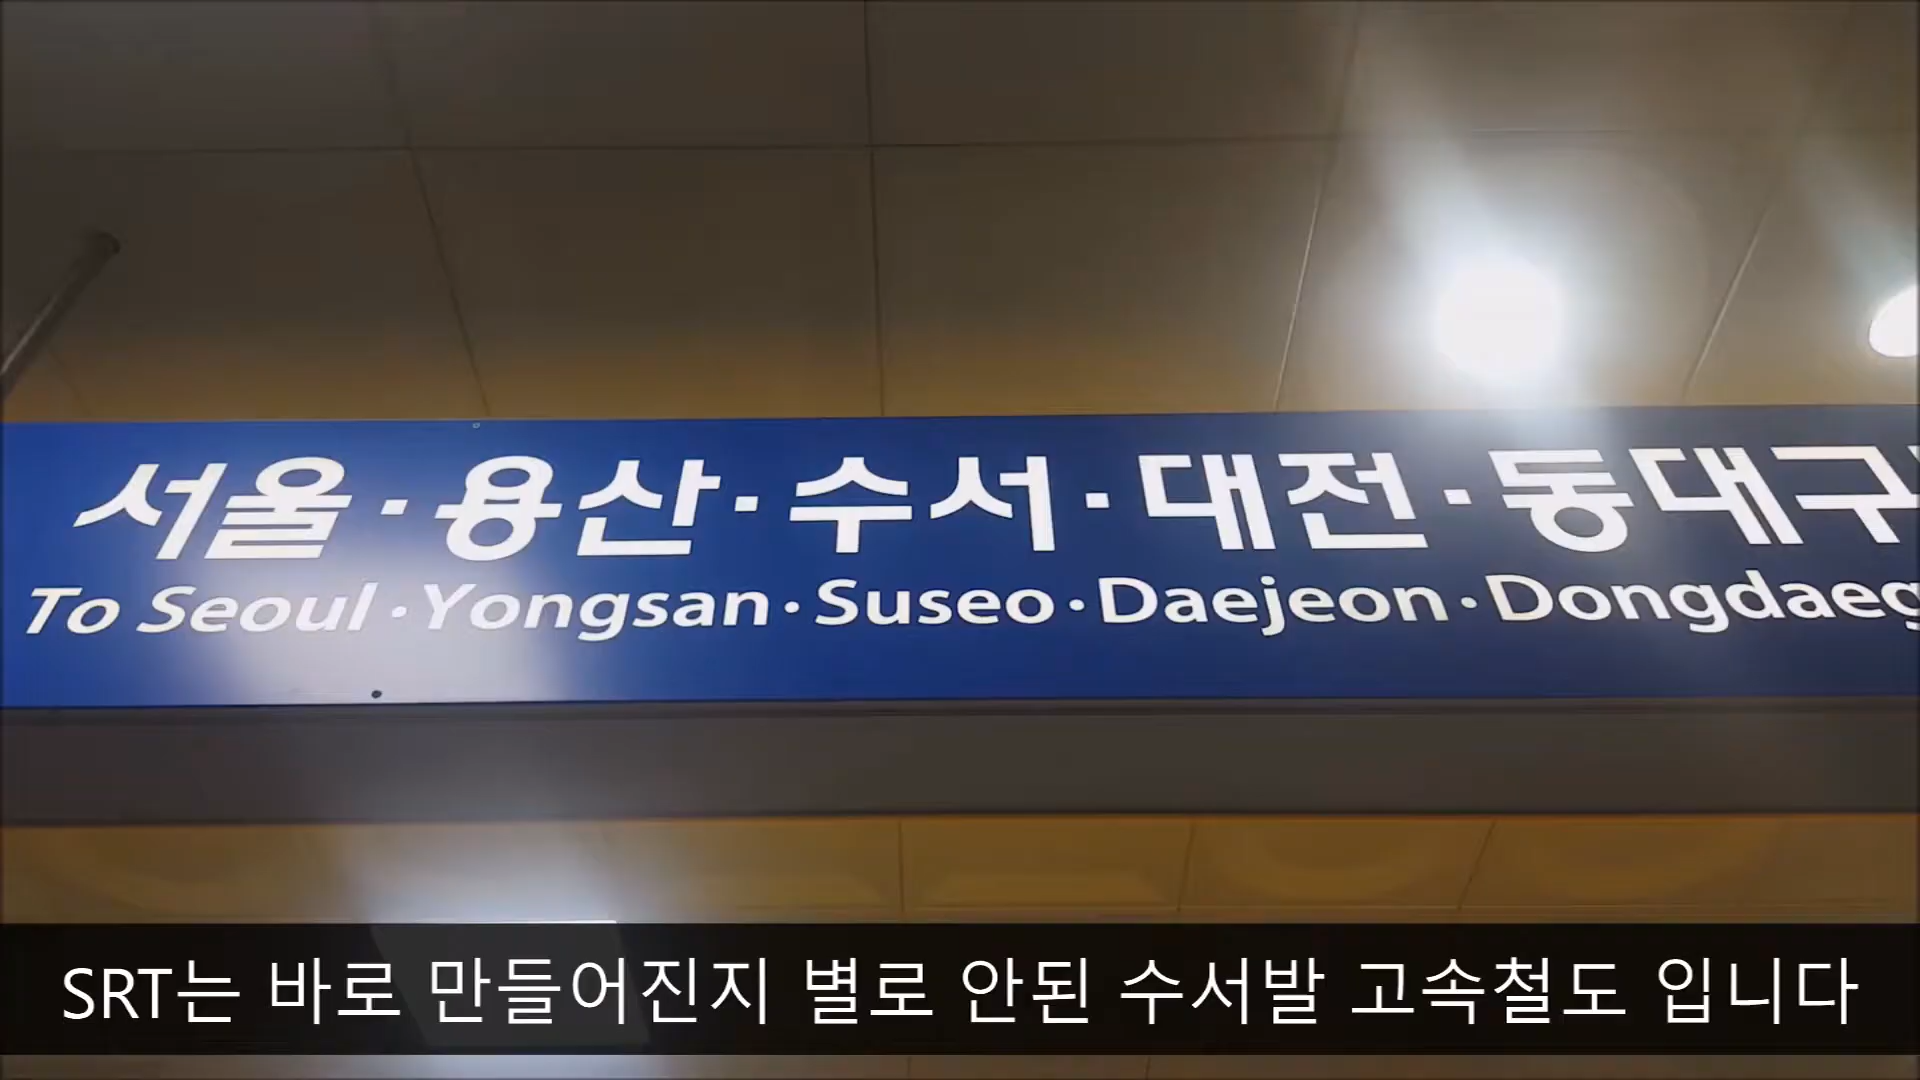 서울·용산·수서·대전·동대구
To Seoul·Yongsan·Suseo·Daejeon·
SRT는 바로 만들어진지 별로 안된 수서발 고속철도 입니다